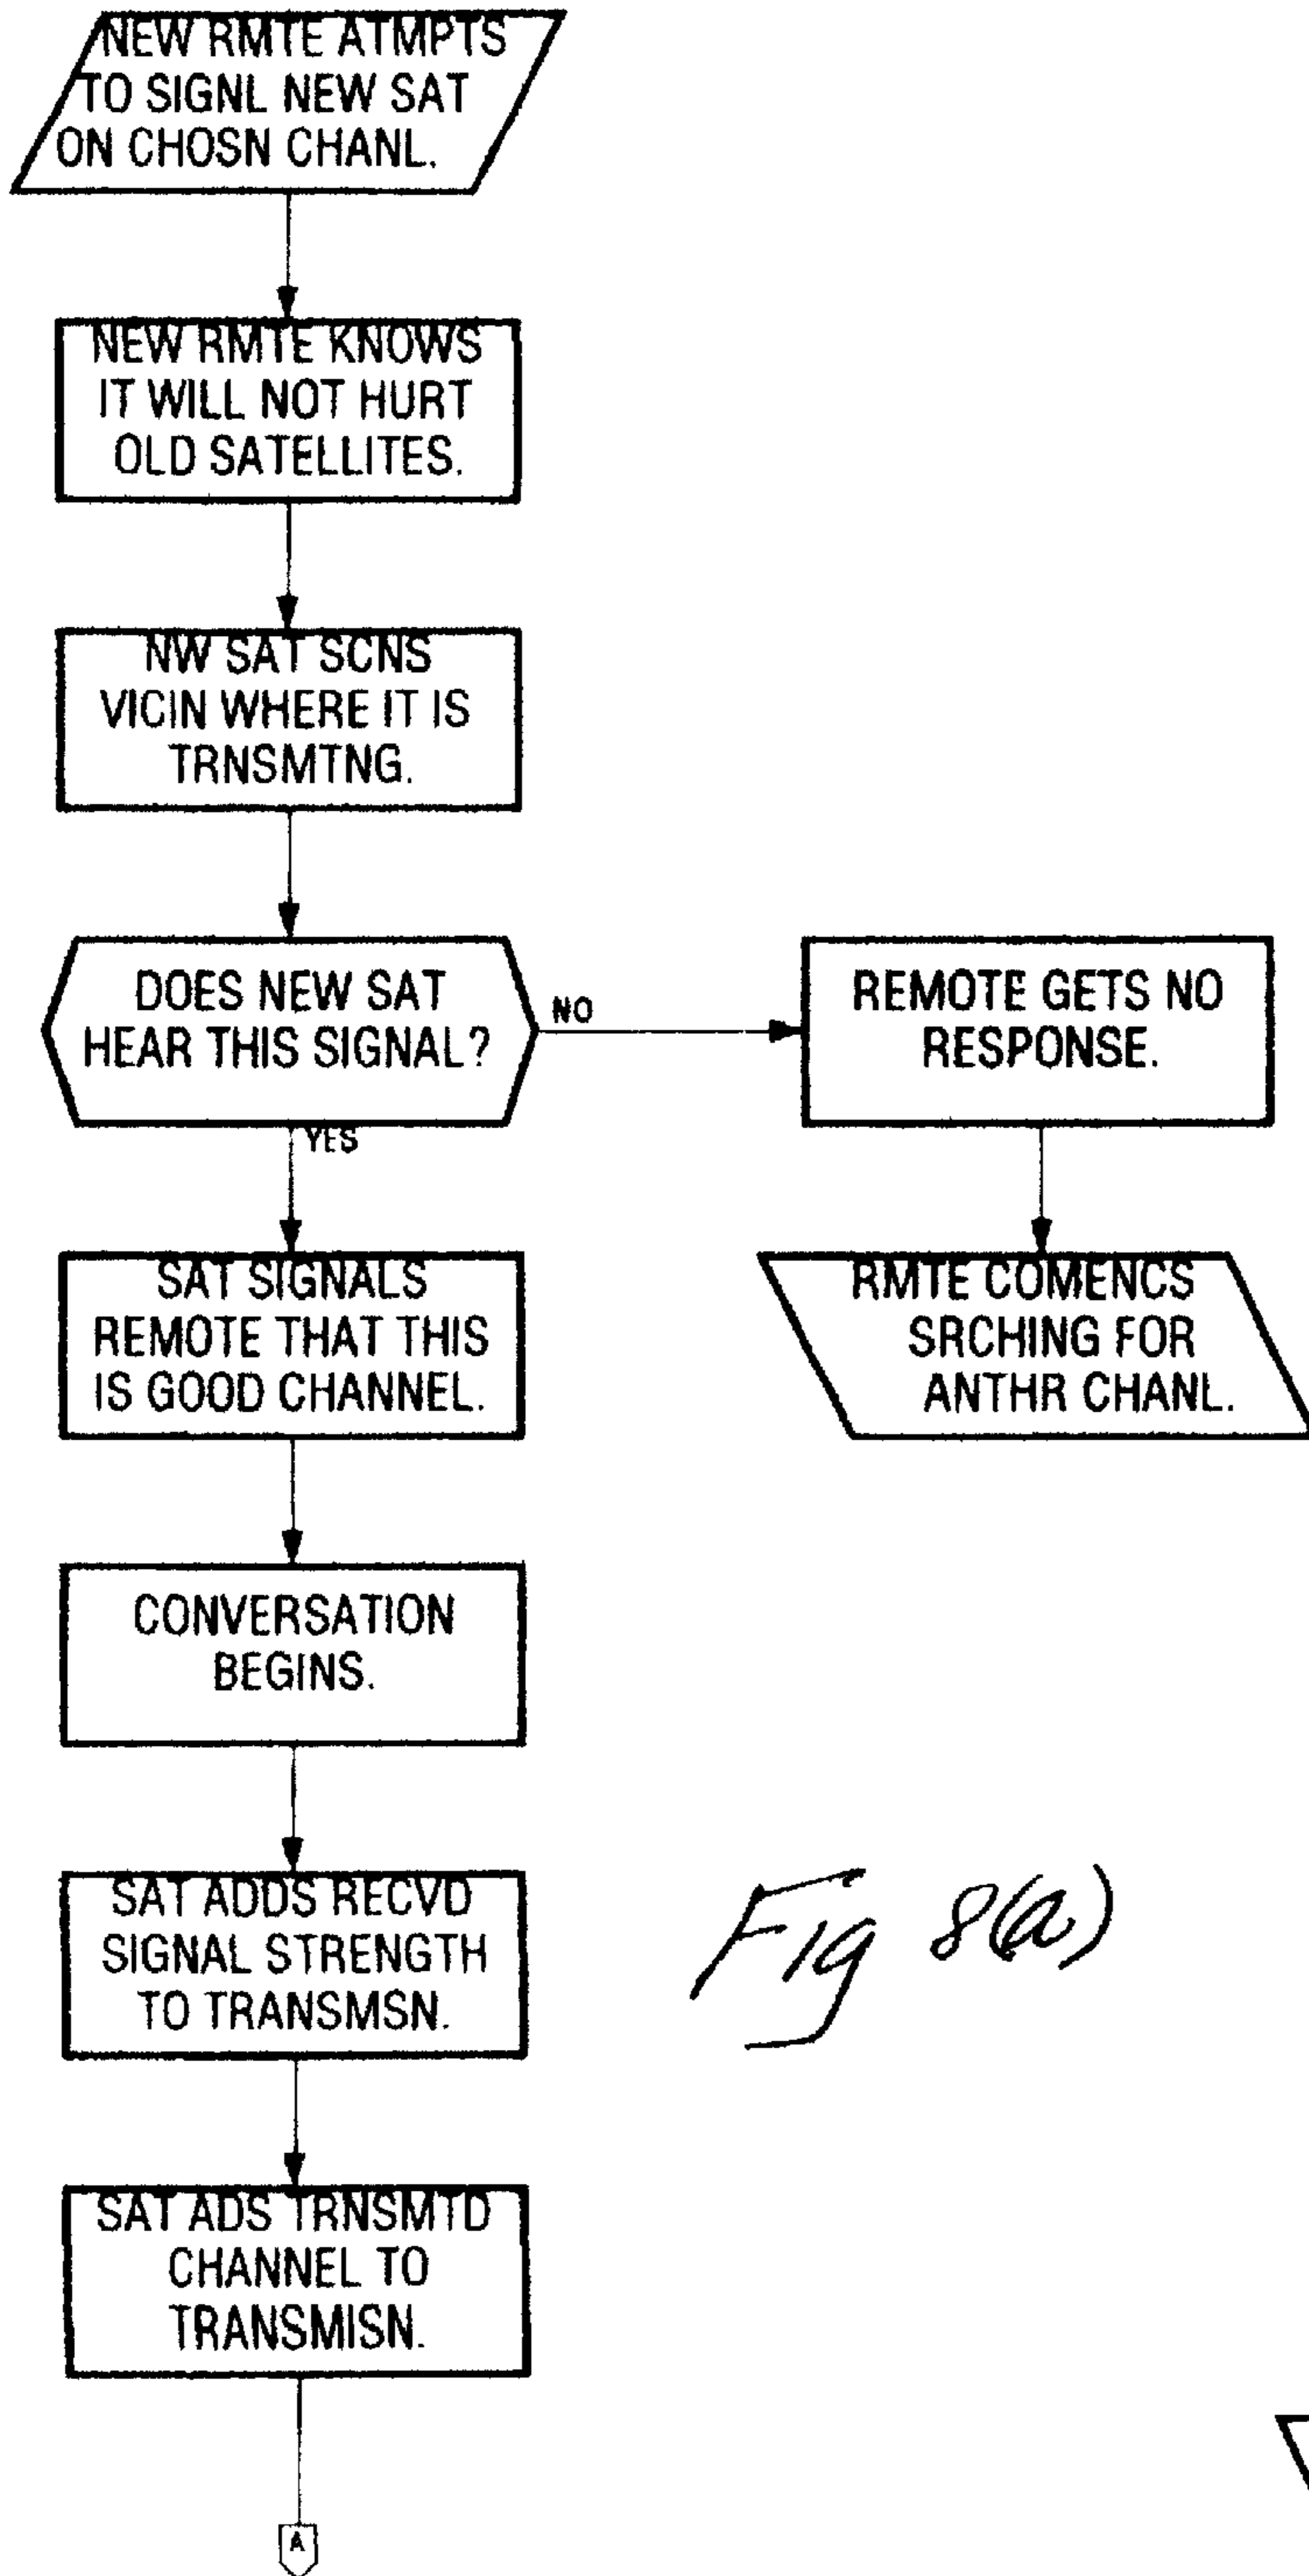 NEW RMTE ATMPTS
TO SIGNL NEW SAT
ON CHOSN CHANL.
NEW RMTE KNOWS
IT WILL NOT HURT
OLD SATELLITES.
NW SAT SCNS
VICIN WHERE IT IS
TRNSMTNG.
DOES NEW SAT
HEAR THIS SIGNAL?
NO
REMOTE GETS NO
RESPONSE.
YES
SAT SIGNALS
REMOTE THAT THIS
IS GOOD CHANNEL.
RMTE COMENCS
SRCHING FOR
ANTHR CHANL.
CONVERSATION
BEGINS.
SAT ADDS RECVD
SIGNAL STRENGTH
TO TRANSMSN.
Fig 8(a)
SAT ADS TRNSMTD
CHANNEL TO
TRANSMISN.
A